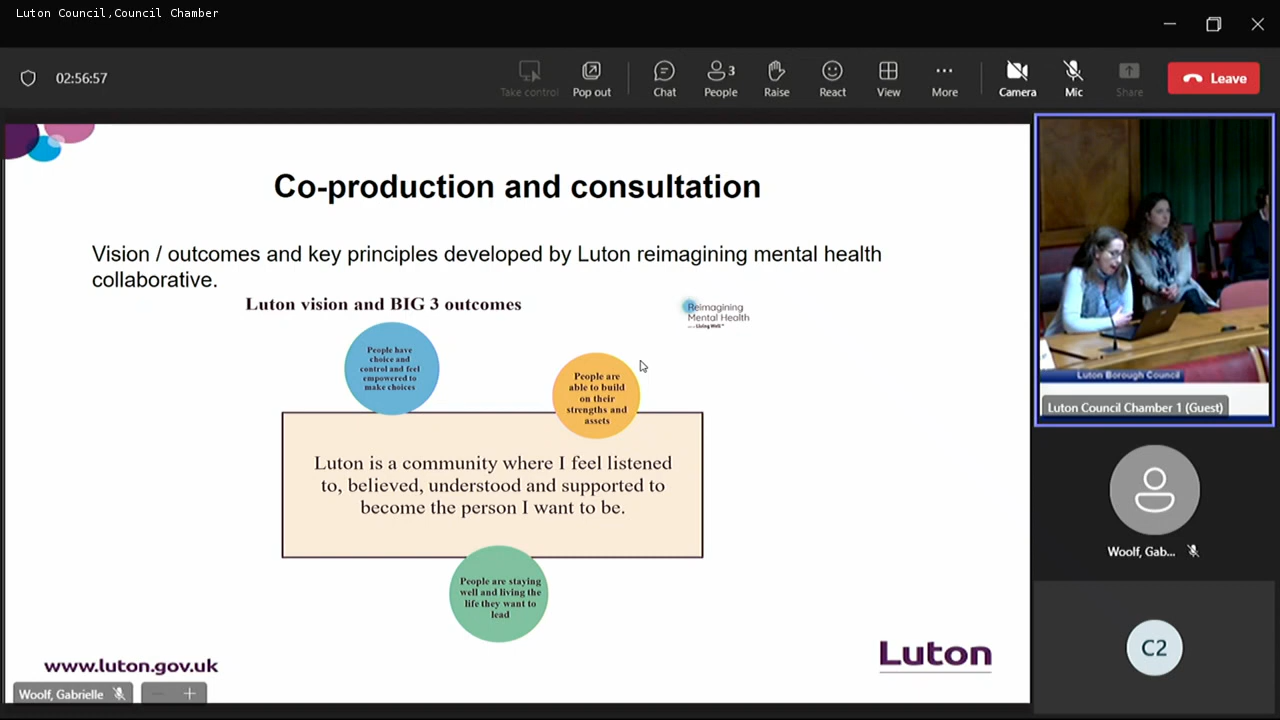 Luton Council,Council Chamber
02:56:57
Take control
Pop out
Chat
3
People
Raise
React
View
More
Camera
Mic
Share
Leave
Co-production and consultation
Vision / outcomes and key principles developed by Luton reimagining mental health
collaborative.
Luton vision and BIG 3 outcomes
Reimagining
Mental Health
People have
choice and
control and feel
empowered to
make choices
People are
able to build
on their
strengths and
assets
Luton is a community where I feel listened
to, believed, understood and supported to
become the person I want to be.
People are staying
well and living the
life they want to
lead
www.luton.gov.uk
Luton
Woolf, Gabrielle
Luton Borough Council
Luton Council Chamber 1 (Guest)
Woolf, Gab...
C2